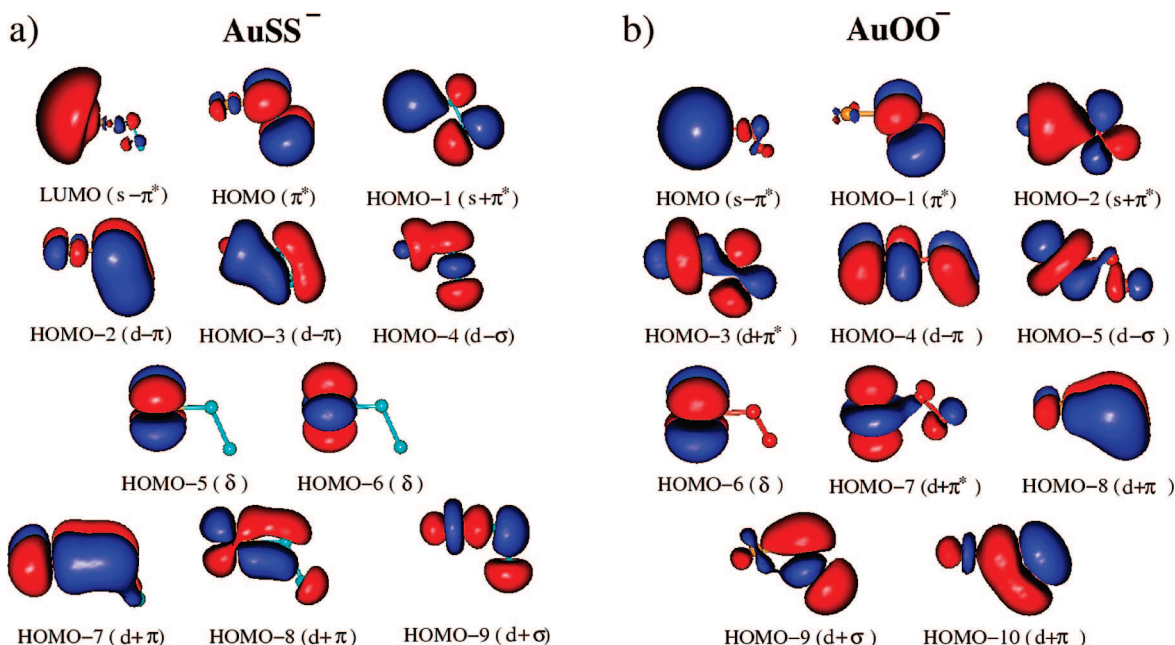 a)
AuSS⁻
LUMO (s−π*)
HOMO (π*)
HOMO−1 (s+π*)
HOMO−2 (d−π)
HOMO−3 (d−π)
HOMO−4 (d−σ)
HOMO−5 (δ)
HOMO−6 (δ)
HOMO−7 (d+π)
HOMO−8 (d+π)
HOMO−9 (d+σ)
b)
AuOO⁻
HOMO (s−π*)
HOMO−1 (π*)
HOMO−2 (s+π*)
HOMO−3 (d+π*)
HOMO−4 (d−π)
HOMO−5 (d−σ)
HOMO−6 (δ)
HOMO−7 (d+π*)
HOMO−8 (d+π)
HOMO−9 (d+σ)
HOMO−10 (d+π)